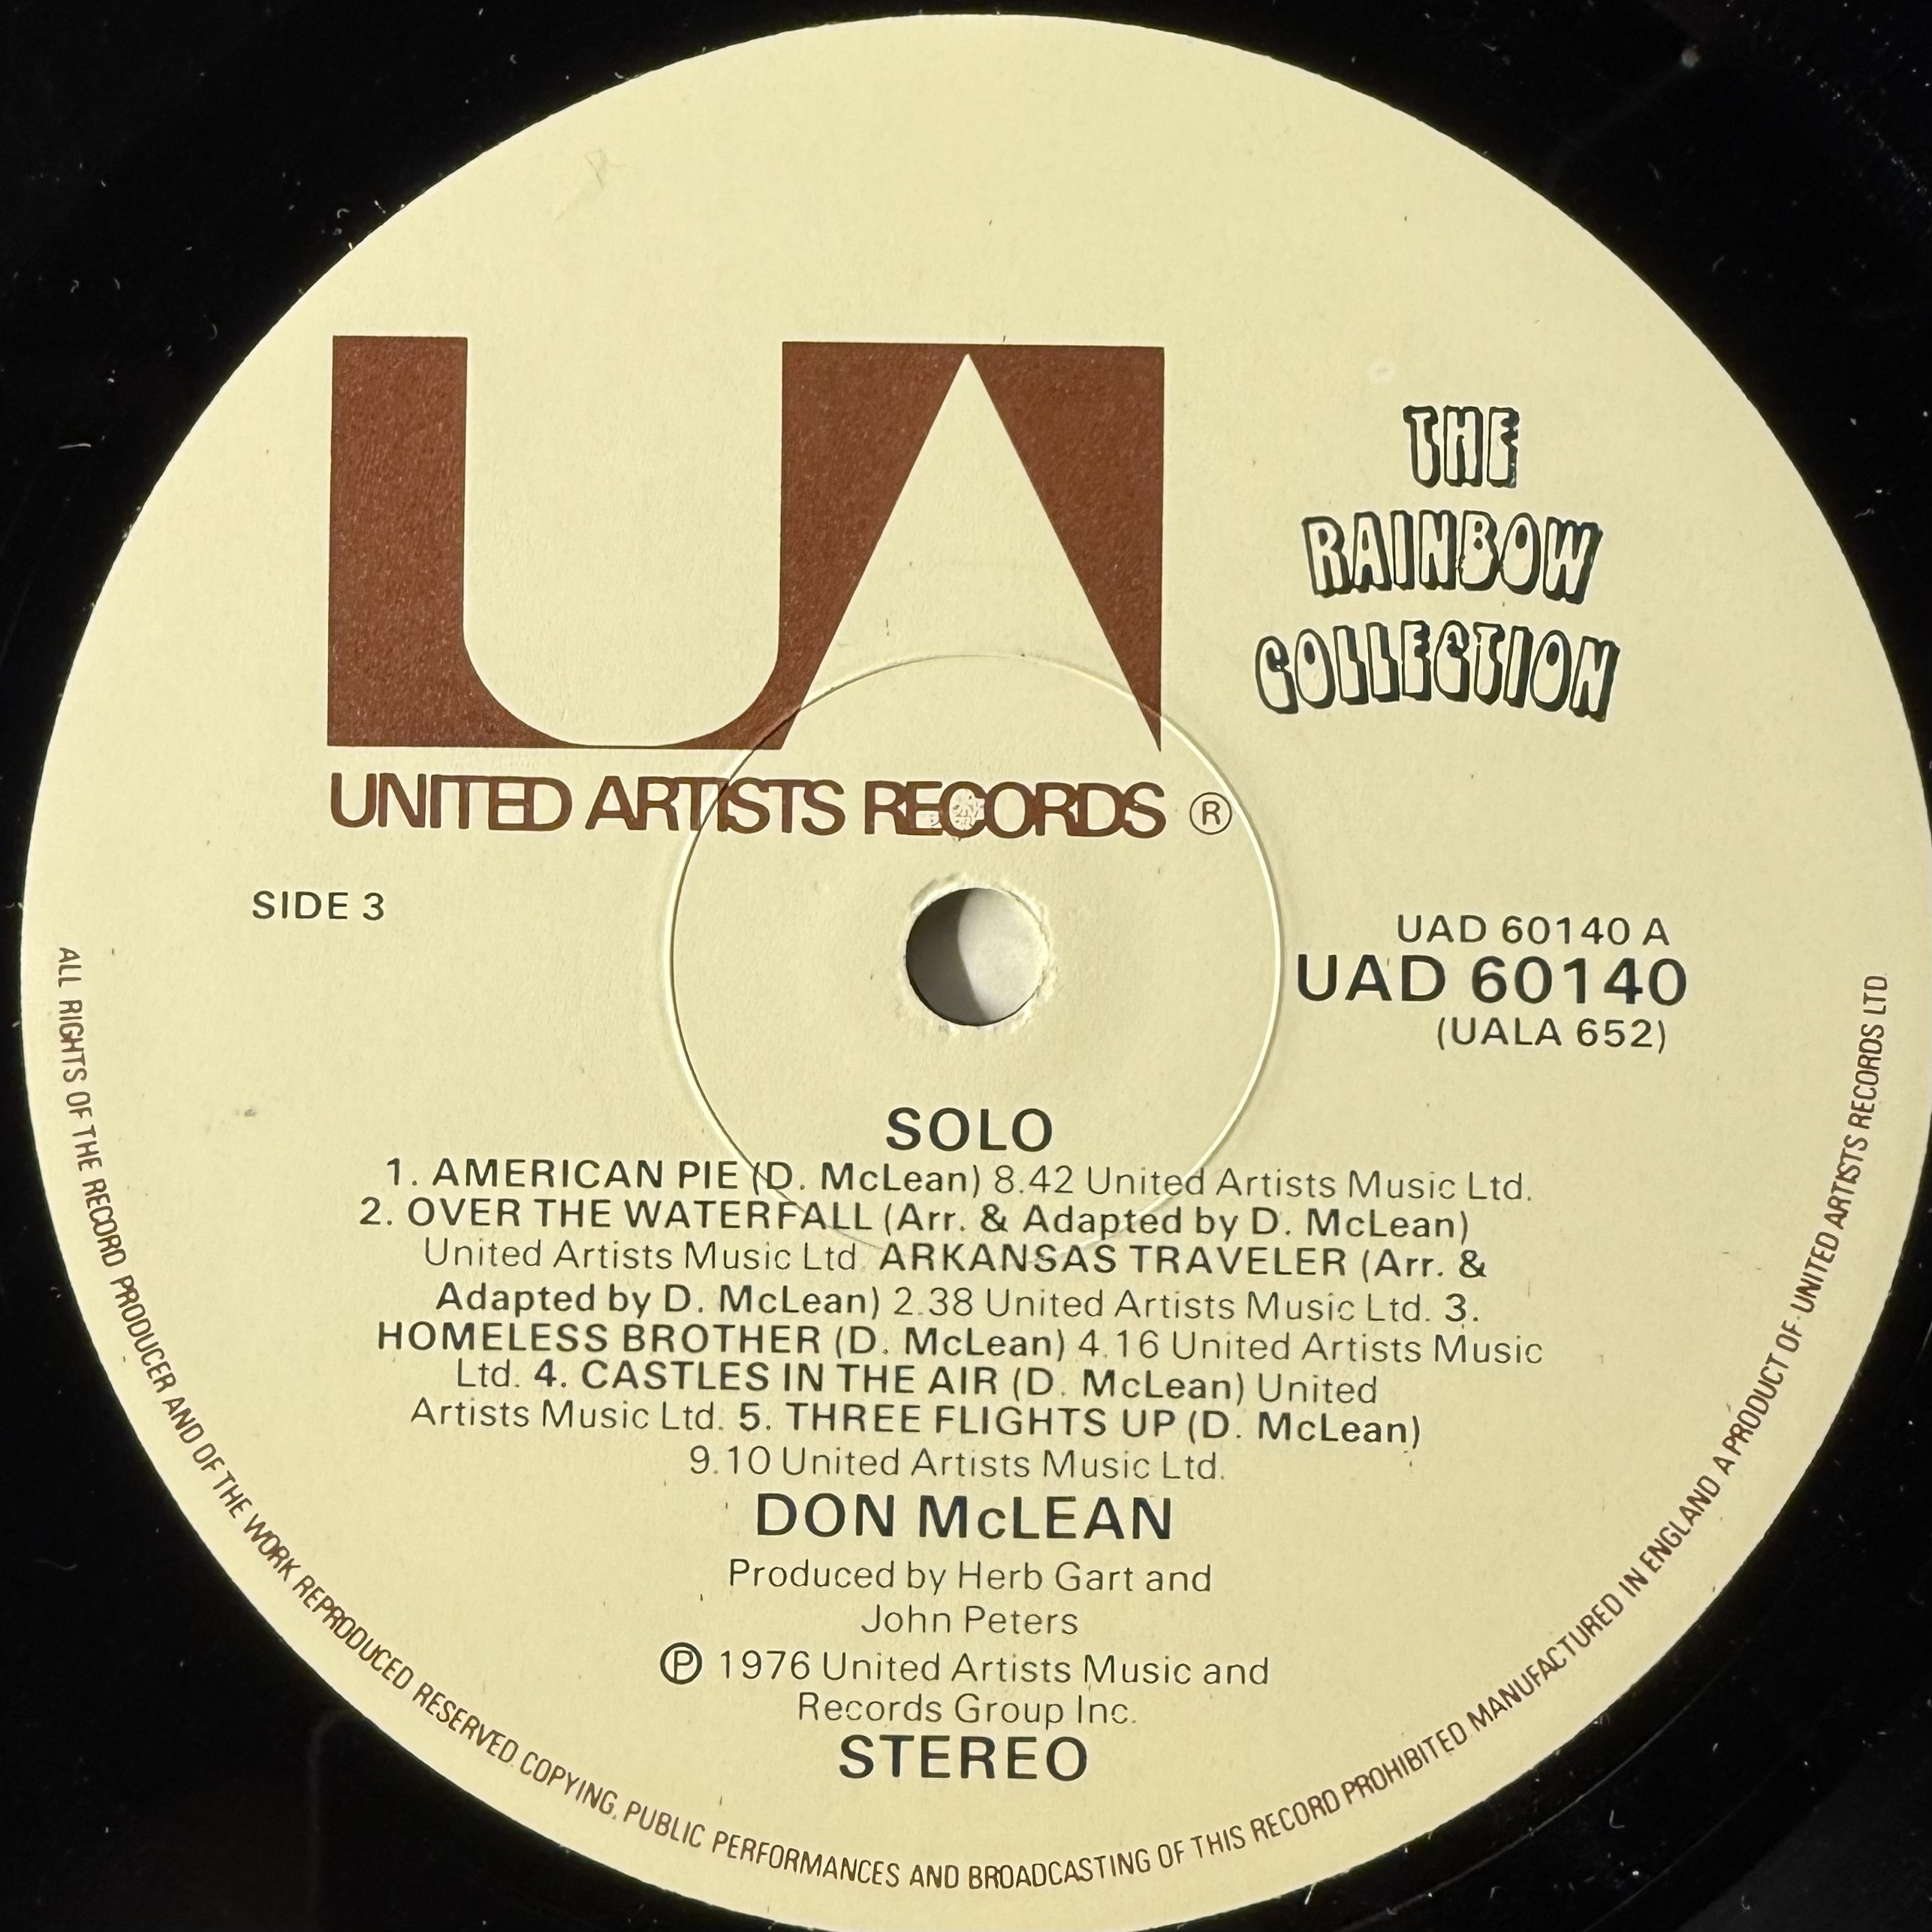 UA
THE
RAINBOW
COLLECTION
UNITED ARTISTS RECORDS ®
SIDE 3
UAD 60140 A
UAD 60140
(UALA 652)
SOLO
1. AMERICAN PIE (D. McLean) 8.42 United Artists Music Ltd.
2. OVER THE WATERFALL (Arr. & Adapted by D. McLean)
United Artists Music Ltd. ARKANSAS TRAVELER (Arr. &
Adapted by D. McLean) 2.38 United Artists Music Ltd. 3.
HOMELESS BROTHER (D. McLean) 4.16 United Artists Music
Ltd. 4. CASTLES IN THE AIR (D. McLean) United
Artists Music Ltd. 5. THREE FLIGHTS UP (D. McLean)
9.10 United Artists Music Ltd.
DON McLEAN
Produced by Herb Gart and
John Peters
℗ 1976 United Artists Music and
Records Group Inc.
STEREO
ALL RIGHTS OF THE RECORD PRODUCER AND OF THE WORK REPRODUCED RESERVED. COPYING, PUBLIC PERFORMANCES AND BROADCASTING OF THIS RECORD PROHIBITED. MANUFACTURED IN ENGLAND. A PRODUCT OF UNITED ARTISTS RECORDS LTD.